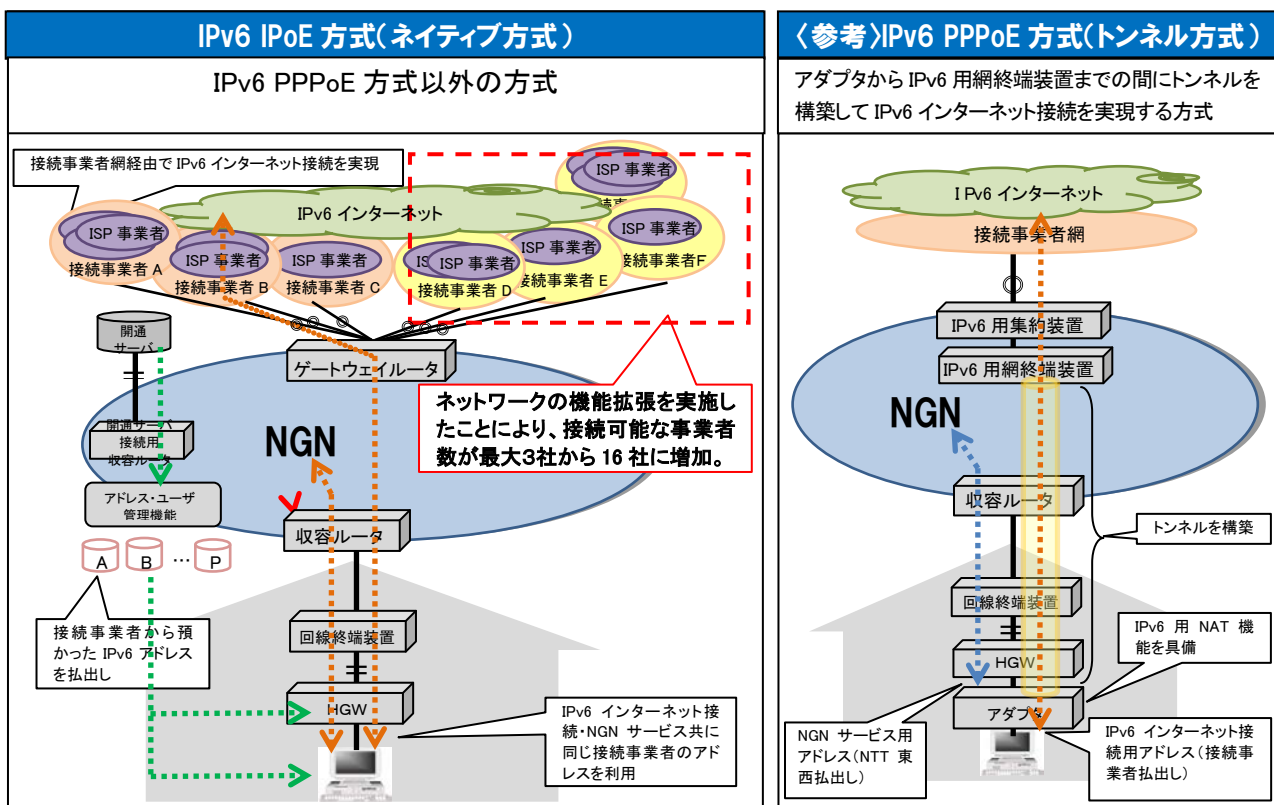 IPv6 IPoE 方式(ネイティブ方式)
IPv6 PPPoE 方式以外の方式
接続事業者網経由で IPv6 インターネット接続を実現
IPv6 インターネット
ISP 事業者
接続事業者 A
ISP 事業者
接続事業者 B
ISP 事業者
接続事業者 C
ISP 事業者
接続事業者 D
ISP 事業者
接続事業者 E
ISP 事業者
接続事業者F
ISP 事業者
開通
サーバ
ゲートウェイルータ
ネットワークの機能拡張を実施し
たことにより、接続可能な事業者
数が最大3社から 16 社に増加。
NGN
開通サーバ
接続用
収容ルータ
アドレス・ユーザ
管理機能
収容ルータ
A
B
…
P
接続事業者から預
かった IPv6 アドレス
を払出し
回線終端装置
HGW
IPv6 インターネット接
続・NGN サービス共に
同じ接続事業者のアド
レスを利用
〈参考〉IPv6 PPPoE 方式(トンネル方式)
アダプタから IPv6 用網終端装置までの間にトンネルを
構築して IPv6 インターネット接続を実現する方式
I Pv6 インターネット
接続事業者網
IPv6 用集約装置
IPv6 用網終端装置
NGN
収容ルータ
トンネルを構築
回線終端装置
IPv6 用 NAT 機
能を具備
HGW
アダプタ
NGN サービス用
アドレス(NTT 東
西払出し)
IPv6 インターネット接
続用アドレス(接続事
業者払出し)